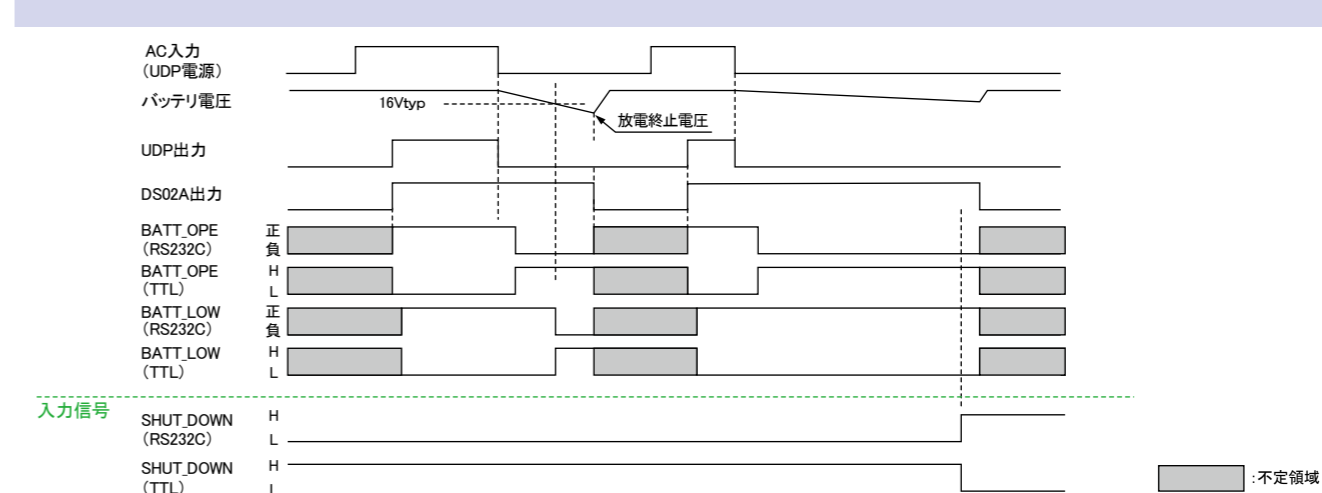 AC入力
（UDP電源）
バッテリ電圧
16Vtyp
放電終止電圧
UDP出力
DS02A出力
BATT_OPE
（RS232C）
正
負
BATT_OPE
（TTL）
H
L
BATT_LOW
（RS232C）
正
負
BATT_LOW
（TTL）
H
L
入力信号
SHUT_DOWN
（RS232C）
H
L
SHUT_DOWN
（TTL）
H
L
:不定領域